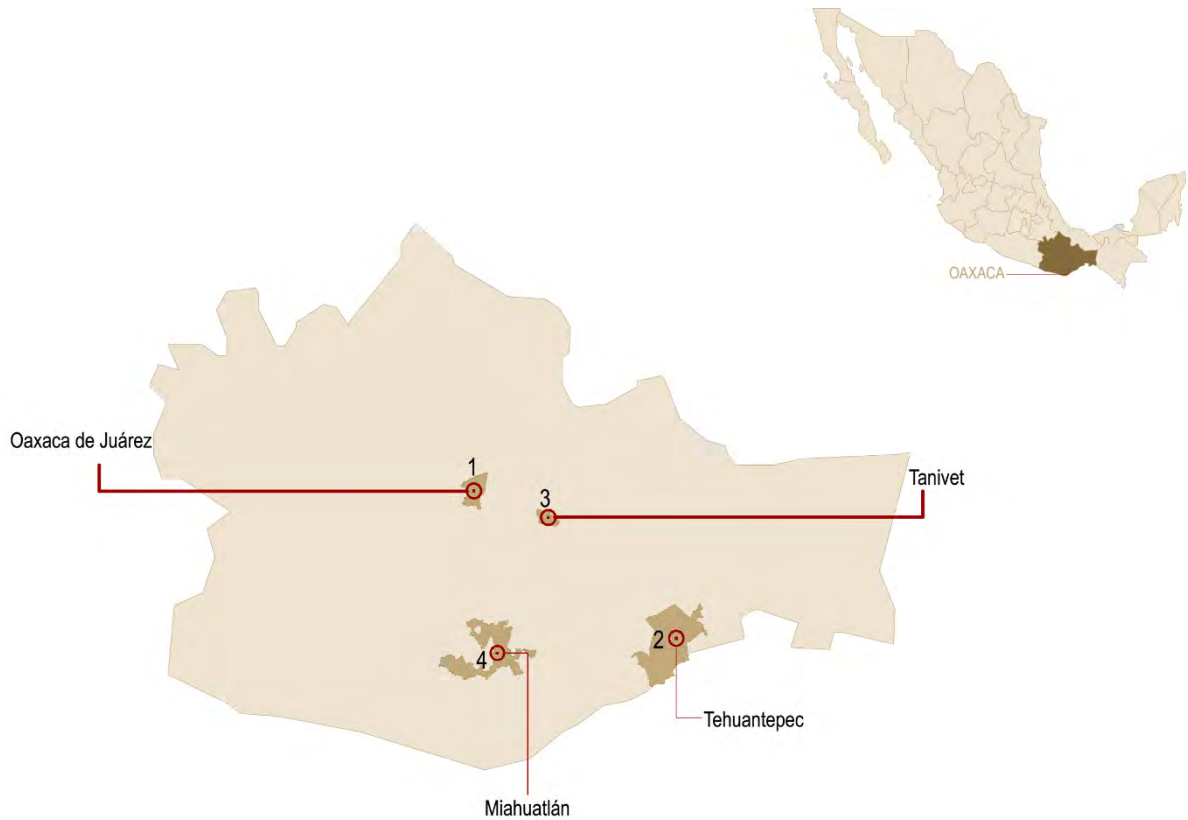 OAXACA
Oaxaca de Juárez
1
Tanivet
3
2
4
Tehuantepec
Miahuatlán